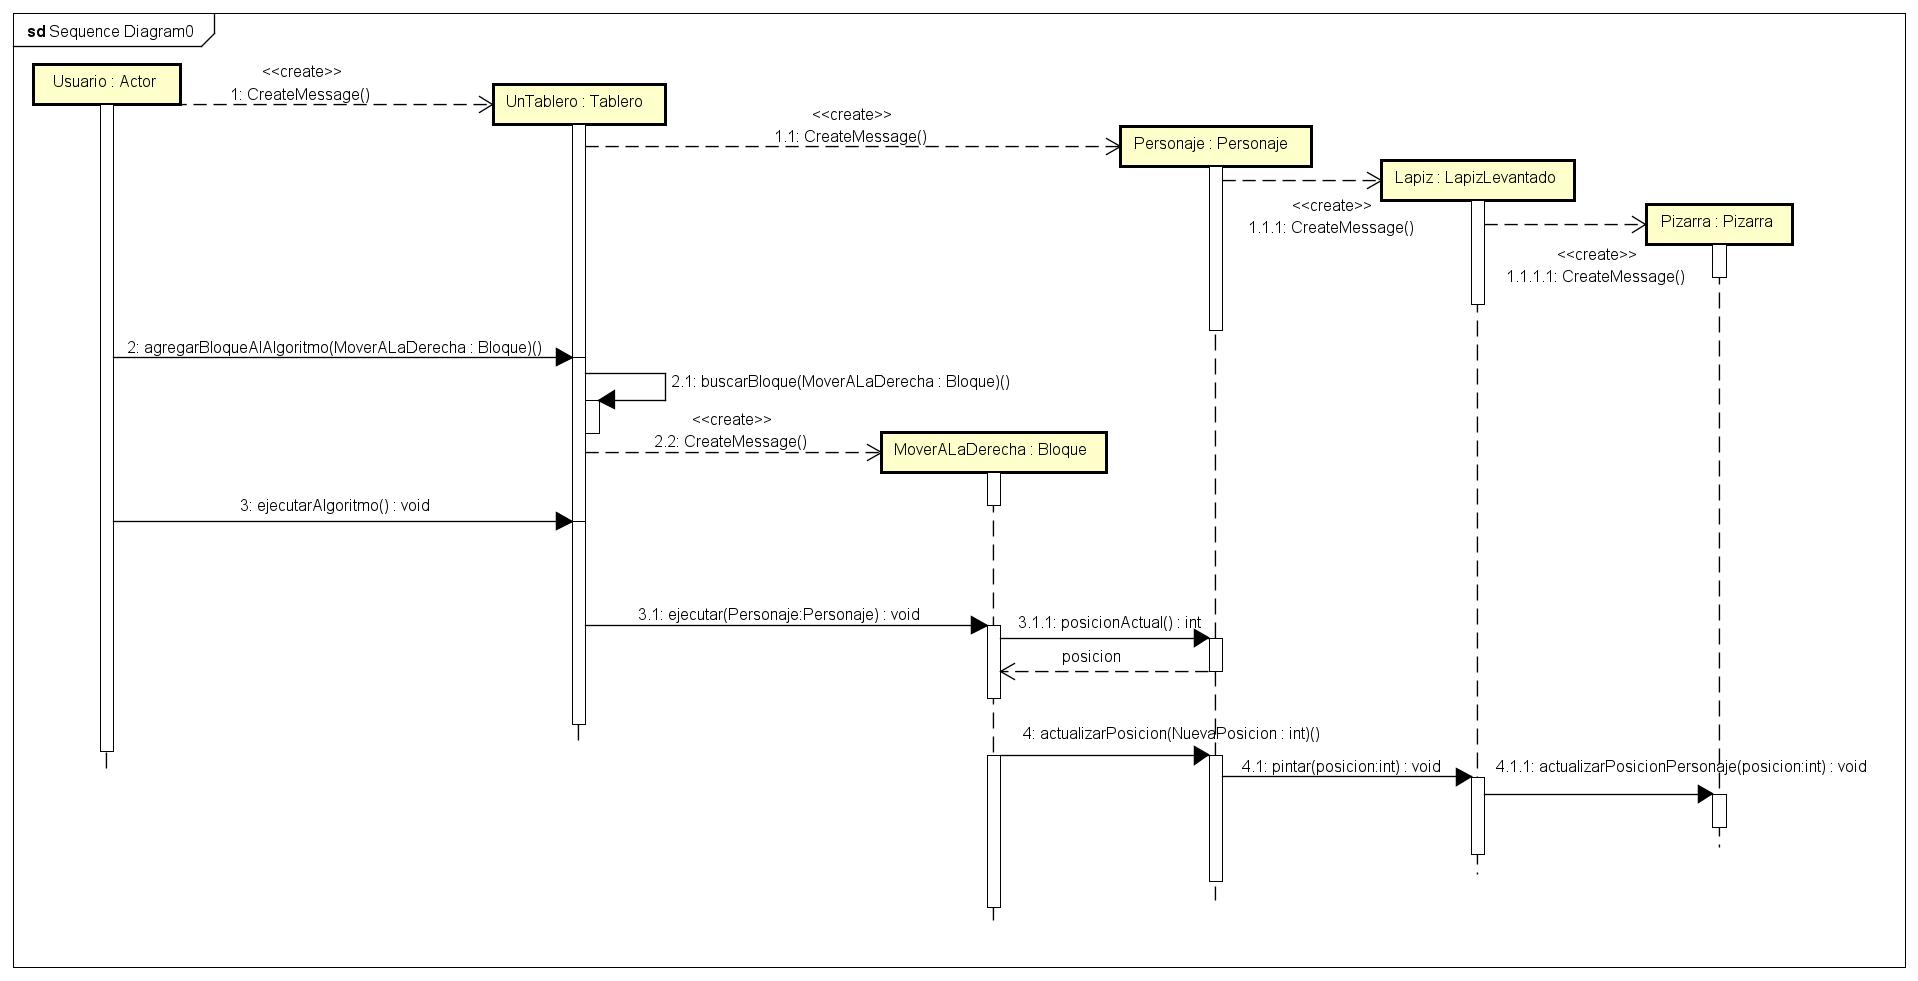 sd Sequence Diagram0
Usuario : Actor
<<create>>
1: CreateMessage()
UnTablero : Tablero
<<create>>
1.1: CreateMessage()
Personaje : Personaje
Lapiz : LapizLevantado
<<create>>
1.1.1: CreateMessage()
Pizarra : Pizarra
<<create>>
1.1.1.1: CreateMessage()
2: agregarBloqueAlAlgoritmo(MoverALaDerecha : Bloque)()
2.1: buscarBloque(MoverALaDerecha : Bloque)()
<<create>>
2.2: CreateMessage()
MoverALaDerecha : Bloque
3: ejecutarAlgoritmo() : void
3.1: ejecutar(Personaje:Personaje) : void
3.1.1: posicionActual() : int
posicion
4: actualizarPosicion(NuevaPosicion : int)()
4.1: pintar(posicion:int) : void
4.1.1: actualizarPosicionPersonaje(posicion:int) : void